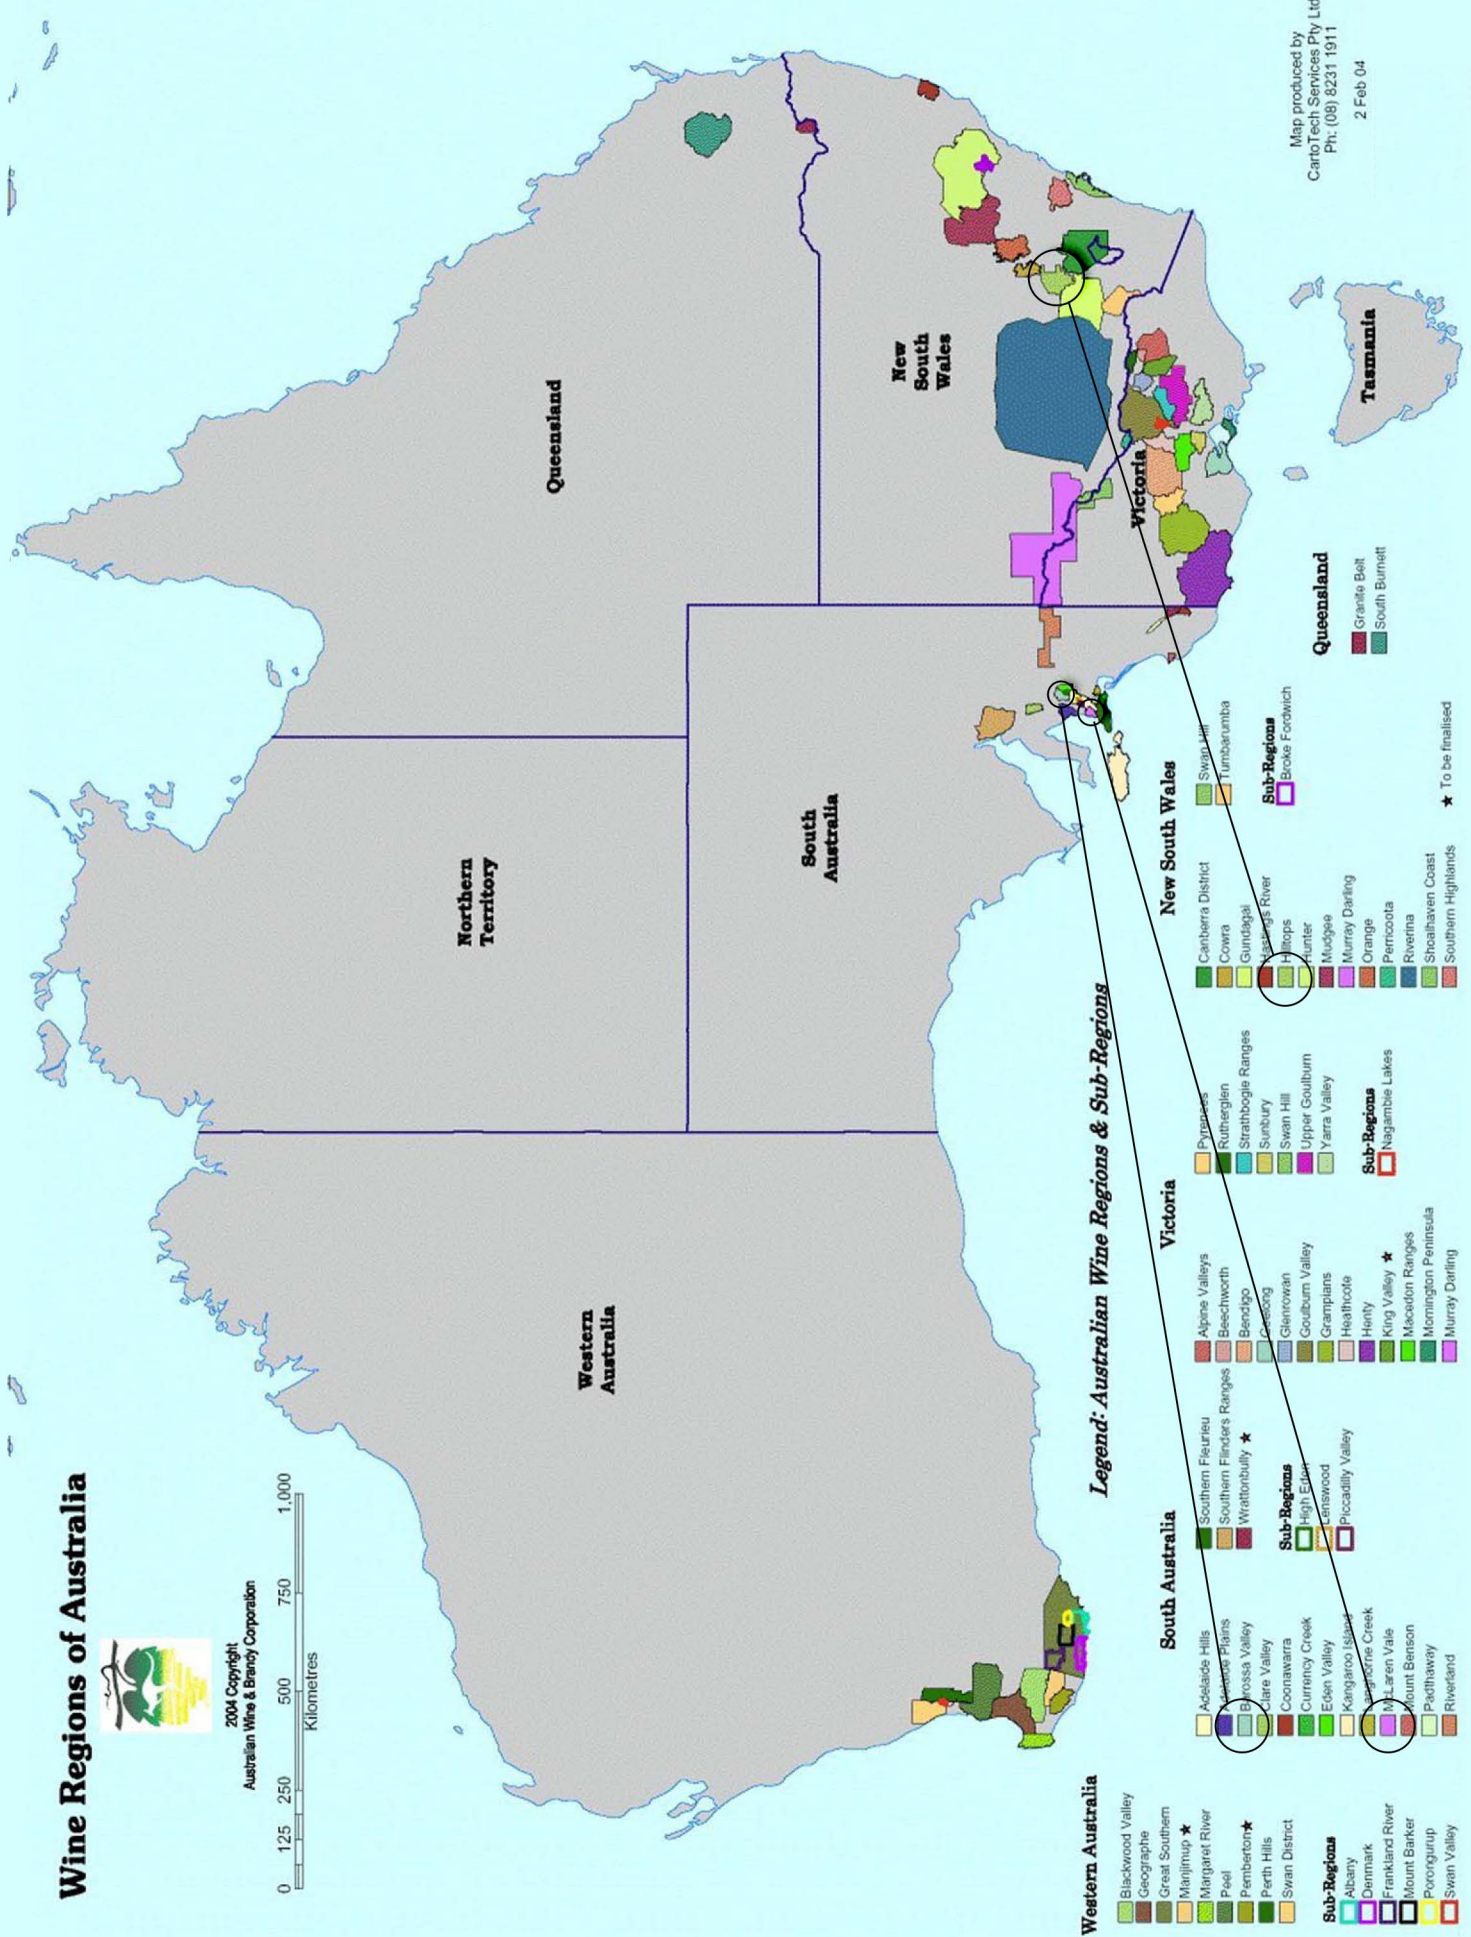 Wine Regions of Australia
2004 Copyright
Australian Wine & Brandy Corporation
0 125 250 500 750 1,000
Kilometres
Western
Australia
Northern
Territory
South
Australia
Queensland
New
South
Wales
Victoria
Tasmania
Legend: Australian Wine Regions & Sub-Regions
Western Australia
Blackwood Valley
Geographe
Great Southern
Manjimup ★
Margaret River
Peel
Pemberton★
Perth Hills
Swan District
Sub-Regions
Albany
Denmark
Frankland River
Mount Barker
Porongurup
Swan Valley
South Australia
Adelaide Hills
Adelaide Plains
Barossa Valley
Clare Valley
Coonawarra
Currency Creek
Eden Valley
Kangaroo Island
Langhorne Creek
McLaren Vale
Mount Benson
Padthaway
Riverland
Southern Fleurieu
Southern Flinders Ranges
Wrattonbully ★
Sub-Regions
High Eden
Lenswood
Piccadilly Valley
Victoria
Alpine Valleys
Beechworth
Bendigo
Geelong
Glenrowan
Goulburn Valley
Grampians
Heathcote
Henty
King Valley ★
Macedon Ranges
Mornington Peninsula
Murray Darling
Pyrenees
Rutherglen
Strathbogie Ranges
Sunbury
Swan Hill
Upper Goulburn
Yarra Valley
Sub-Regions
Nagambie Lakes
New South Wales
Canberra District
Cowra
Gundagai
Hastings River
Hilltops
Hunter
Mudgee
Murray Darling
Orange
Perricoota
Riverina
Shoalhaven Coast
Southern Highlands
Swan Hill
Tumbarumba
Sub-Regions
Broke Fordwich
★ To be finalised
Queensland
Granite Belt
South Burnett
Map produced by
CartoTech Services Pty Ltd
Ph: (08) 8231 1911
2 Feb 04